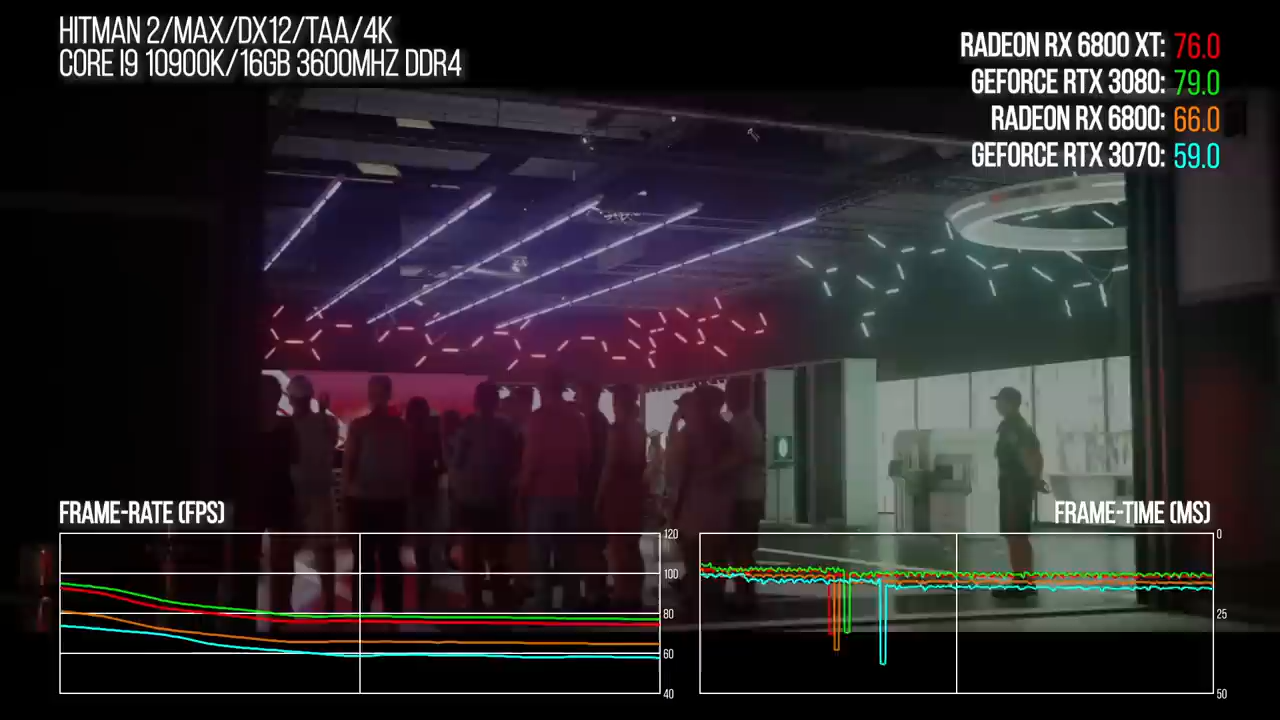 HITMAN 2/MAX/DX12/TAA/4K
CORE I9 10900K/16GB 3600MHZ DDR4
RADEON RX 6800 XT: 76.0
GEFORCE RTX 3080: 79.0
RADEON RX 6800: 66.0
GEFORCE RTX 3070: 59.0
FRAME-RATE (FPS)
120
100
80
60
40
FRAME-TIME (MS)
0
25
50